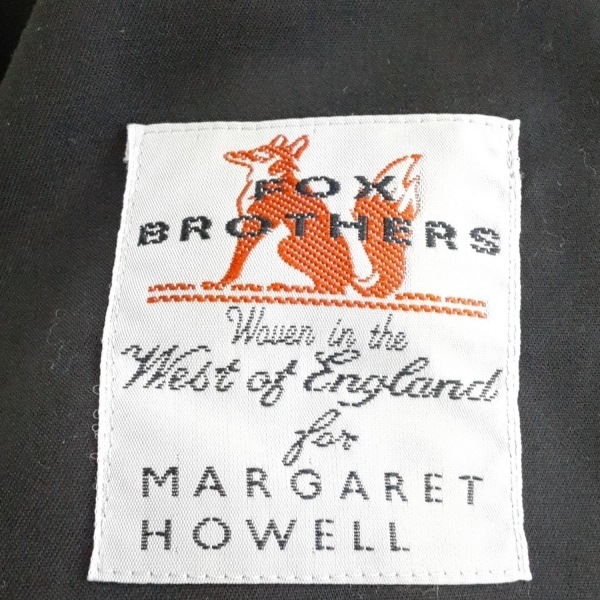 FOX
BROTHERS
Woven in the
West of England
for
MARGARET
HOWELL